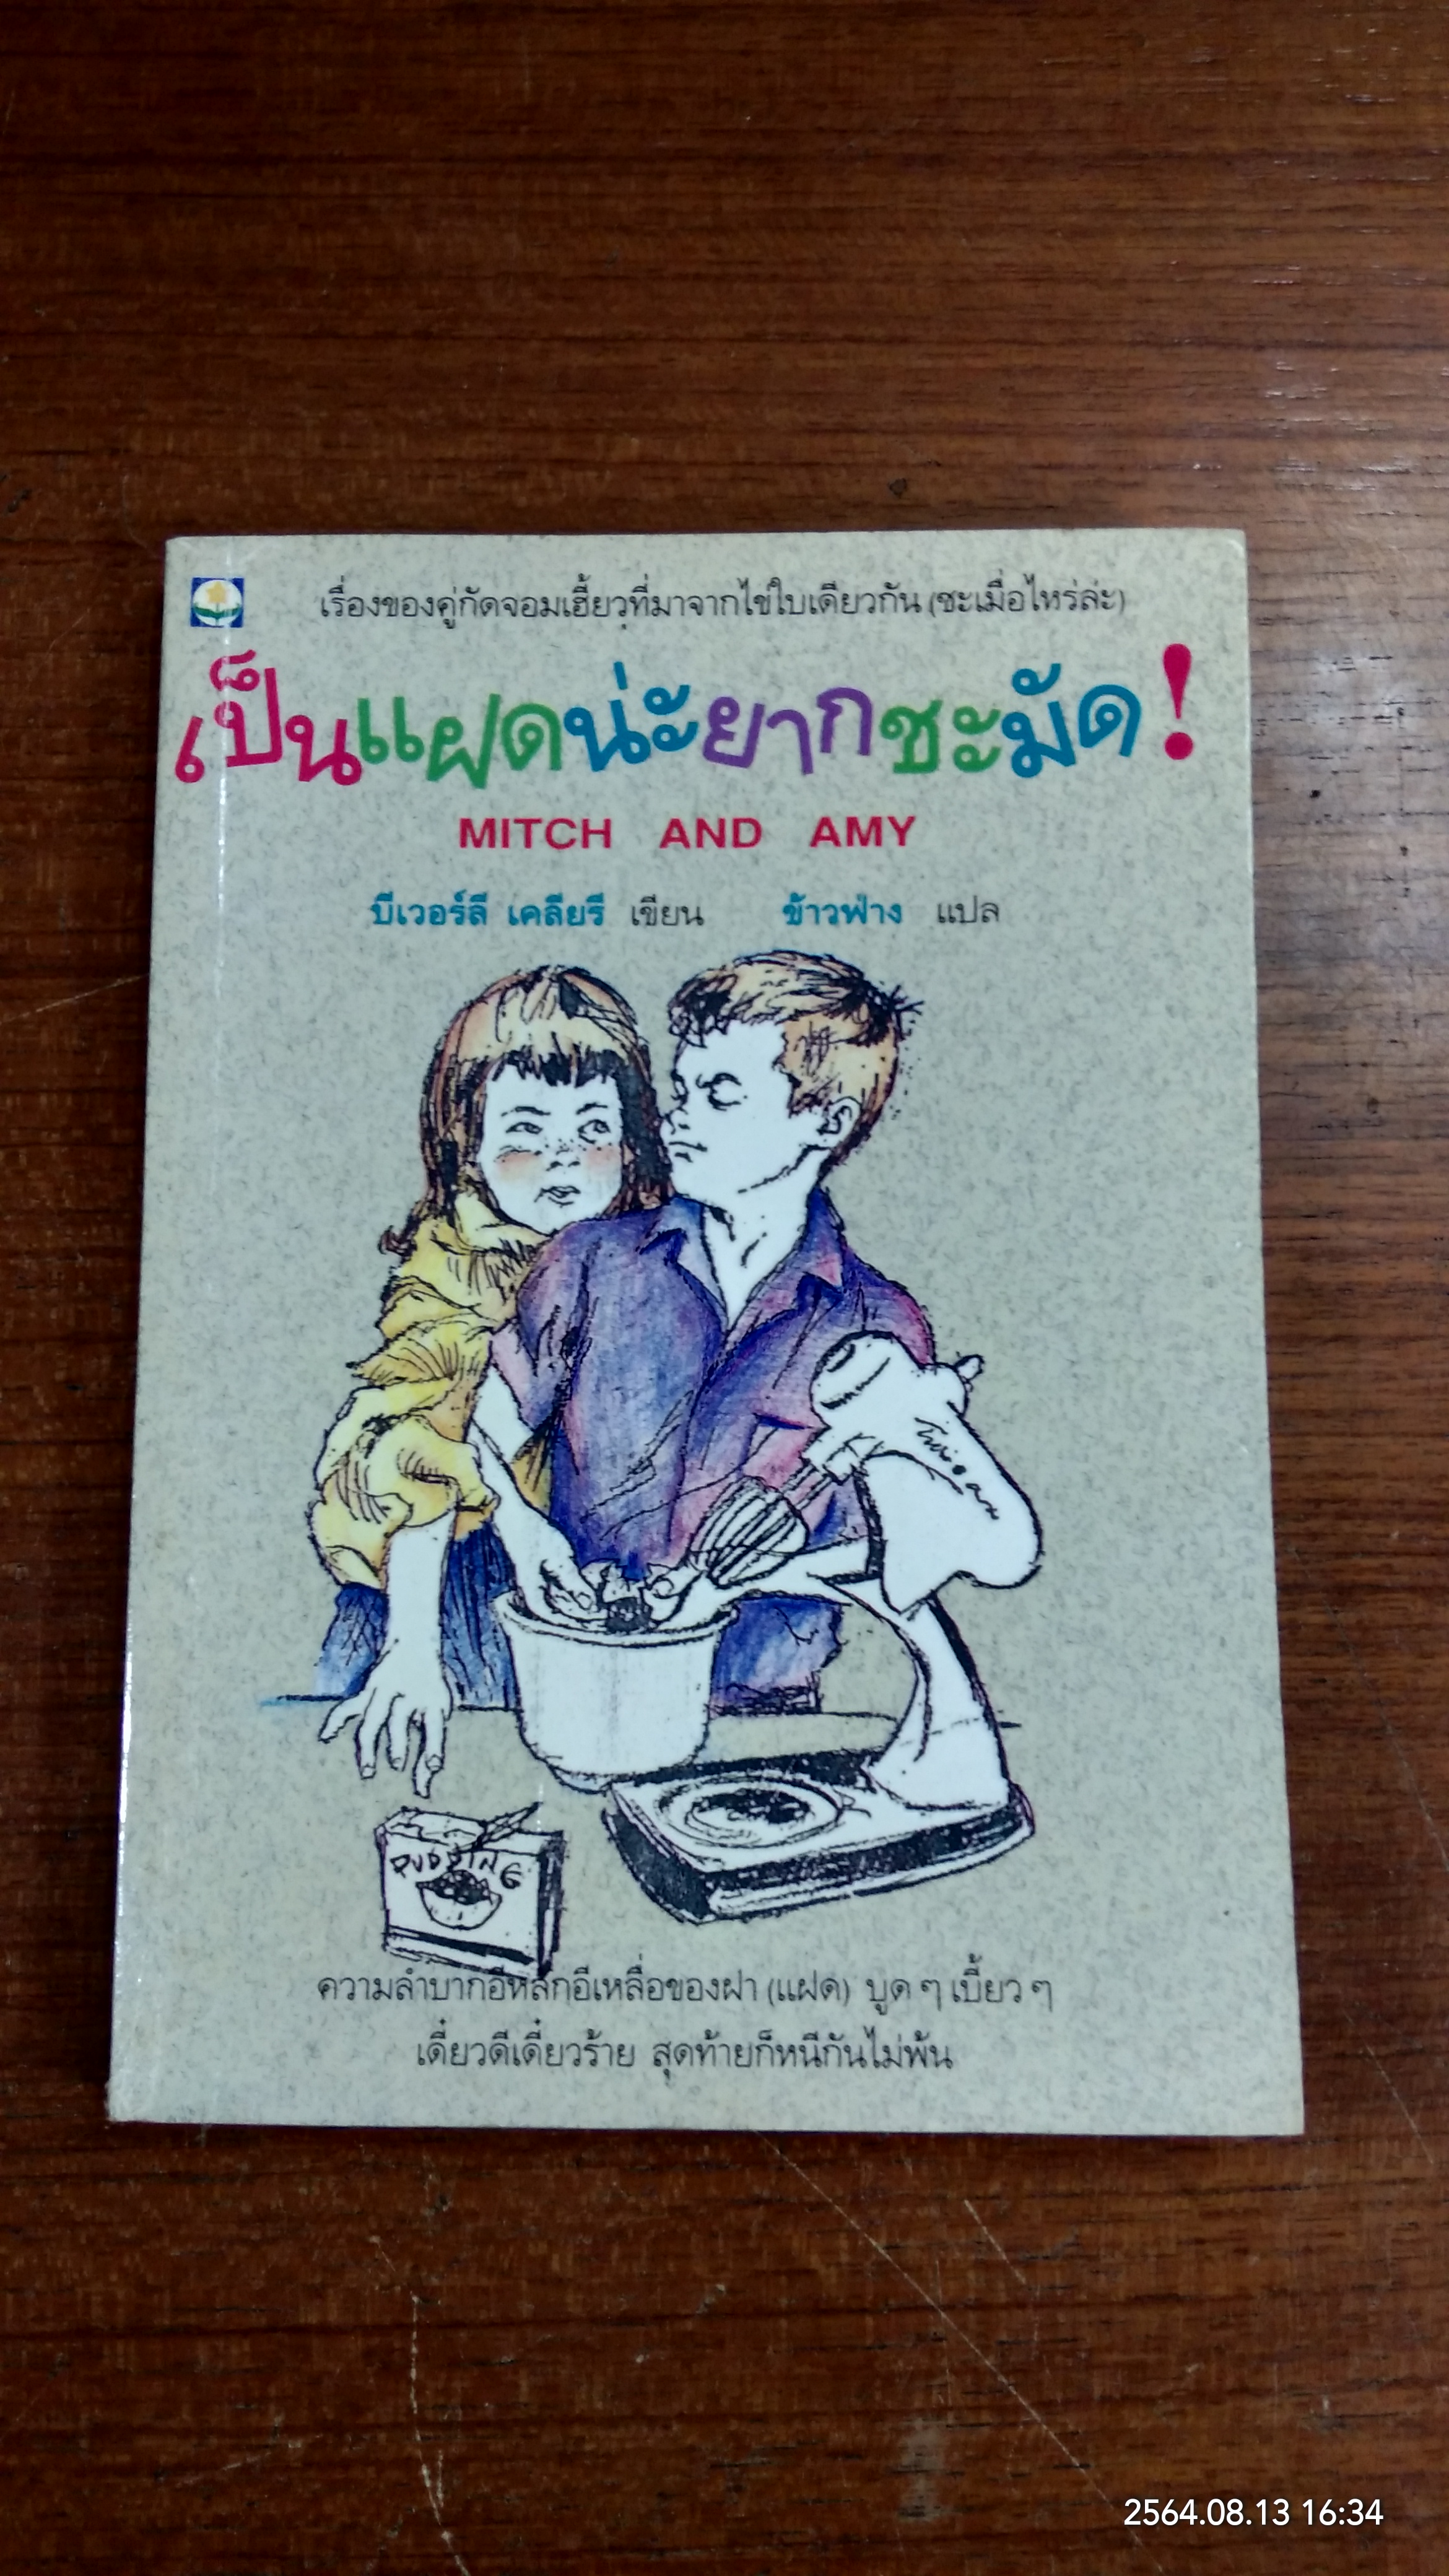 เรื่องของคู่กัดจอมเฮี้ยวที่มาจากไข่ใบเดียวกัน (ซะเมื่อไหร่ล่ะ)
เป็นแฝดน่ะยากชะมัด!
MITCH AND AMY
บีเวอร์ลี เคลียรี เขียน ข้าวฟ่าง แปล
PUDDING
ความลำบากอีหลักอีเหลื่อของฝา (แฝด) บูด ๆ เบี้ยว ๆ
เดี๋ยวดีเดี๋ยวร้าย สุดท้ายก็หนีกันไม่พ้น
2564.08.13 16:34